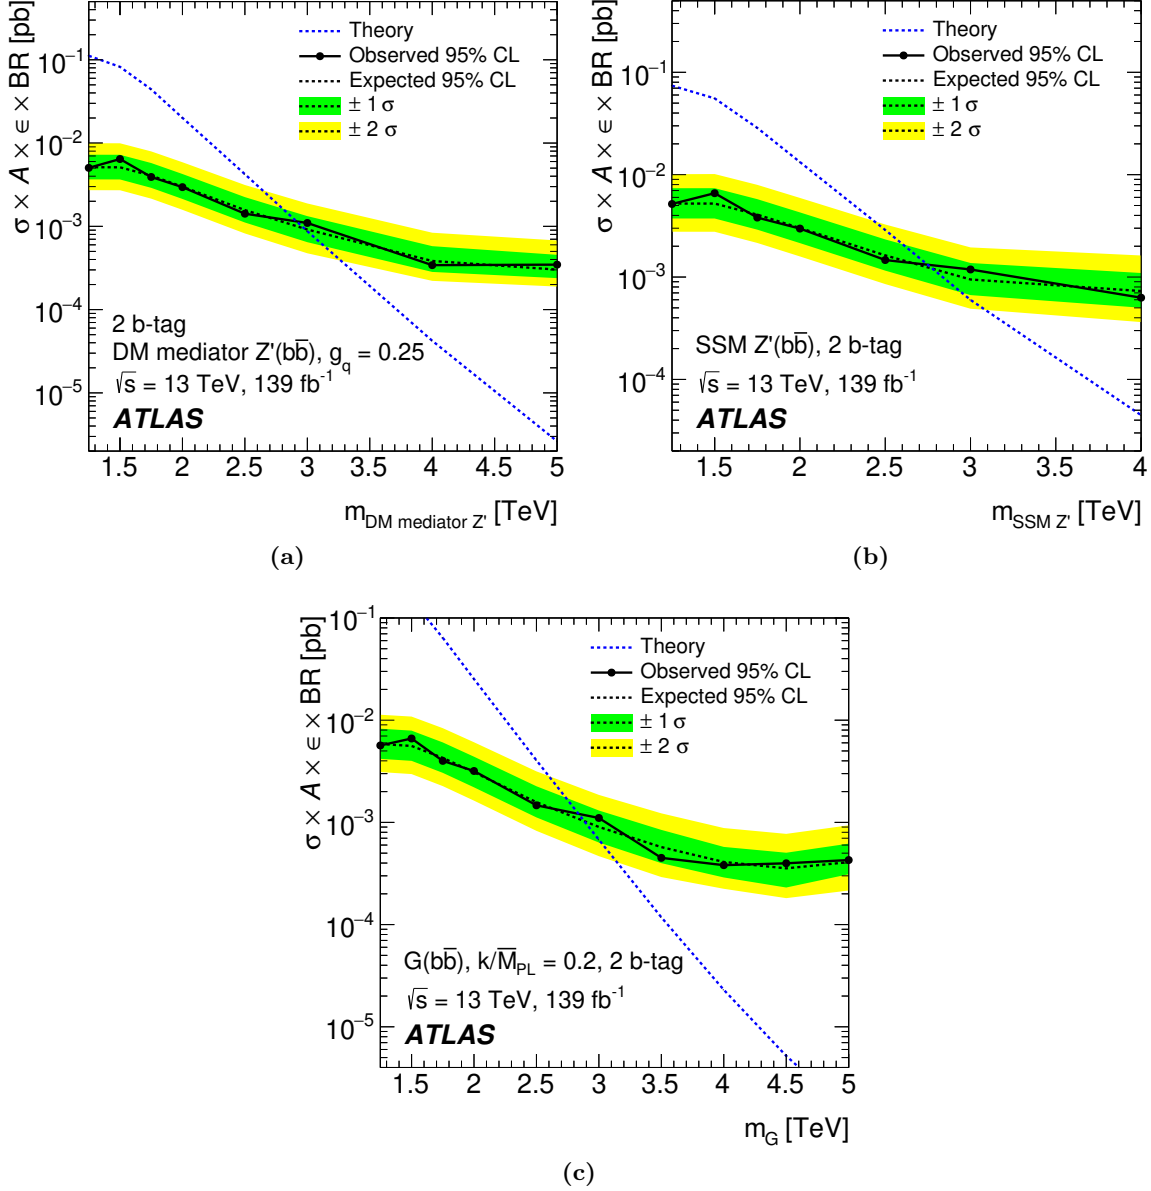 σ × A × ϵ × BR [pb]
10⁻¹
10⁻²
10⁻³
10⁻⁴
10⁻⁵
Theory
Observed 95% CL
Expected 95% CL
± 1 σ
± 2 σ
2 b-tag
DM mediator Z'(bb̅), g_q = 0.25
√s = 13 TeV, 139 fb⁻¹
ATLAS
1.5 2 2.5 3 3.5 4 4.5 5
m_DM mediator Z' [TeV]
(a)
σ × A × ϵ × BR [pb]
10⁻¹
10⁻²
10⁻³
10⁻⁴
Theory
Observed 95% CL
Expected 95% CL
± 1 σ
± 2 σ
SSM Z'(bb̅), 2 b-tag
√s = 13 TeV, 139 fb⁻¹
ATLAS
1.5 2 2.5 3 3.5 4
m_SSM Z' [TeV]
(b)
σ × A × ϵ × BR [pb]
10⁻¹
10⁻²
10⁻³
10⁻⁴
10⁻⁵
Theory
Observed 95% CL
Expected 95% CL
± 1 σ
± 2 σ
G(bb̅), k/M̅_PL = 0.2, 2 b-tag
√s = 13 TeV, 139 fb⁻¹
ATLAS
1.5 2 2.5 3 3.5 4 4.5 5
m_G [TeV]
(c)